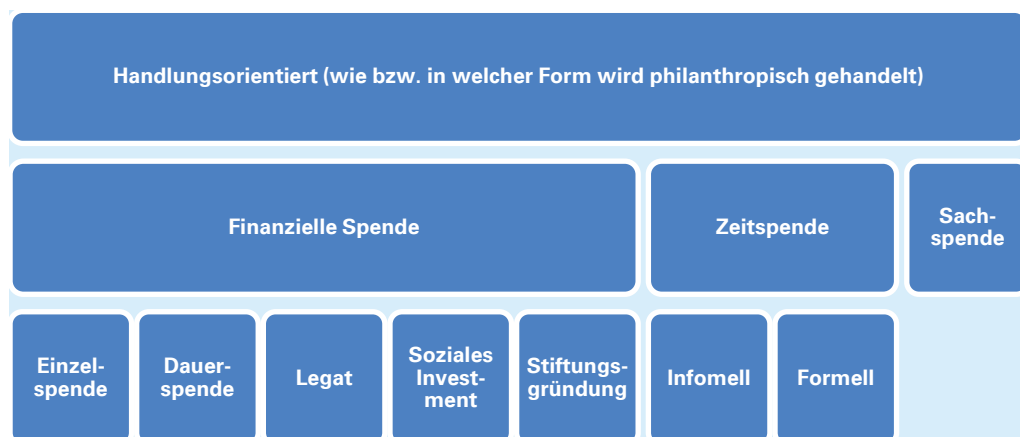 Handlungsorientiert (wie bzw. in welcher Form wird philanthropisch gehandelt)
Finanzielle Spende
Zeitspende
Sach-
spende
Einzel-
spende
Dauer-
spende
Legat
Soziales
Invest-
ment
Stiftungs-
gründung
Infomell
Formell